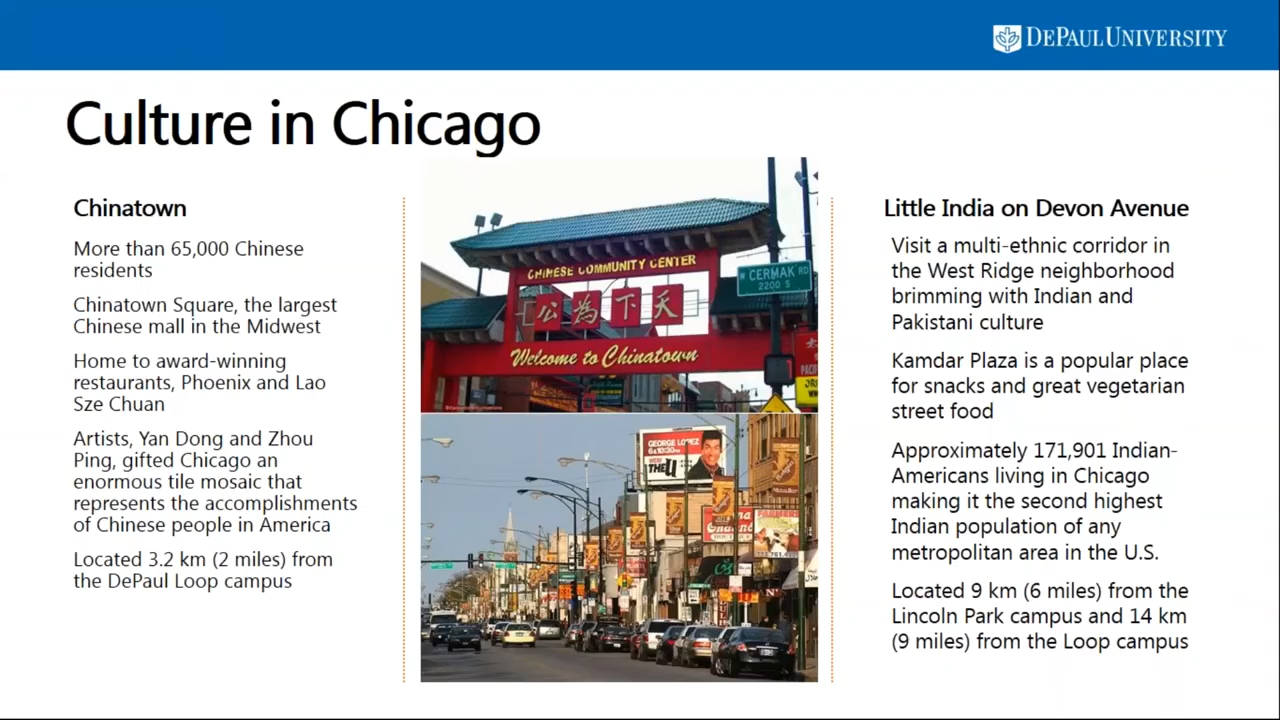 DePaul University
Culture in Chicago
Chinatown
More than 65,000 Chinese
residents
Chinatown Square, the largest
Chinese mall in the Midwest
Home to award-winning
restaurants, Phoenix and Lao
Sze Chuan
Artists, Yan Dong and Zhou
Ping, gifted Chicago an
enormous tile mosaic that
represents the accomplishments
of Chinese people in America
Located 3.2 km (2 miles) from
the DePaul Loop campus
CHINESE COMMUNITY CENTER
公為下天
Welcome to Chinatown
W CERMAK RD
2200 S
GEORGE LOPEZ
6&10:30PM
THE U
Little India on Devon Avenue
Visit a multi-ethnic corridor in
the West Ridge neighborhood
brimming with Indian and
Pakistani culture
Kamdar Plaza is a popular place
for snacks and great vegetarian
street food
Approximately 171,901 Indian-
Americans living in Chicago
making it the second highest
Indian population of any
metropolitan area in the U.S.
Located 9 km (6 miles) from the
Lincoln Park campus and 14 km
(9 miles) from the Loop campus